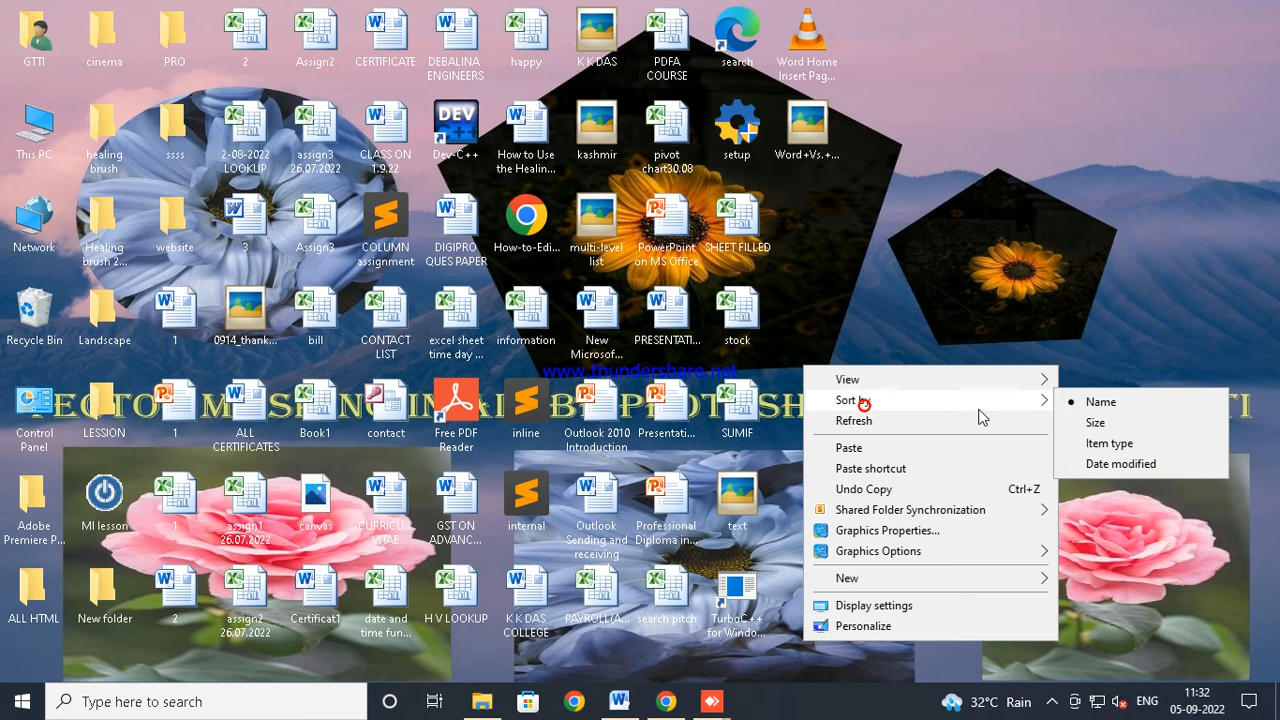 GTTI
cinema
PRO
2
Assign2
CERTIFICATE
DEBALINA
ENGINEERS
happy
K K DAS
PDFA
COURSE
search
Word Home
Insert Pag...
This PC
healing
brush
ssss
2-08-2022
LOOKUP
assign3
26.07.2022
CLASS ON
1.9.22
DEV
C++
Dev-C++
How to Use
the Healin...
kashmir
pivot
chart30.08
setup
Word+Vs.+...
Network
Healing
brush 2...
website
3
Assign3
COLUMN
assignment
DIGIPRO
QUES PAPER
How-to-Edi...
multi-level
list
PowerPoint
on MS Office
SHEET FILLED
Recycle Bin
Landscape
1
0914_thank...
bill
CONTACT
LIST
excel sheet
time day ...
information
New
Microsof...
PRESENTATI...
stock
www.thundershare.net
Control
Panel
LESSION
1
ALL
CERTIFICATES
Book1
contact
Free PDF
Reader
inline
Outlook 2010
Introduction
Presentati...
SUMIF
Adobe
Premiere P...
MI lesson
1
assign1
26.07.2022
canvas
CURRICU...
VITAE
GST ON
ADVANC...
internal
Outlook
Sending and
receiving
Professional
Diploma in...
text
ALL HTML
New folder
2
assign2
26.07.2022
Certificat1
date and
time fun...
H V LOOKUP
K K DAS
COLLEGE
PAYROLL(A...
search pitch
TurboC++
for Windo...
View
Sort by
Refresh
Paste
Paste shortcut
Undo Copy Ctrl+Z
Shared Folder Synchronization
Graphics Properties...
Graphics Options
New
Display settings
Personalize
Name
Size
Item type
Date modified
Type here to search
32°C Rain
ENG
11:32
05-09-2022